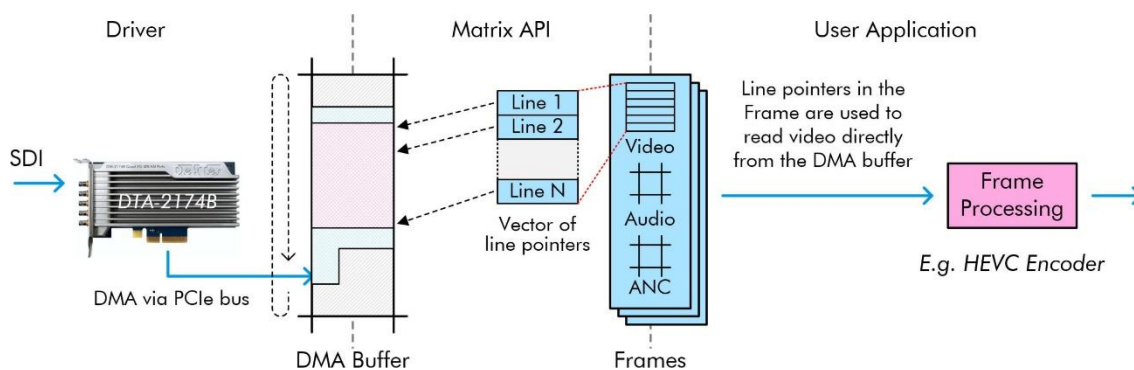 Driver
Matrix API
User Application
SDI
DTA-2174B
DMA via PCIe bus
DMA Buffer
Line 1
Line 2
Line N
Vector of
line pointers
Video
Audio
ANC
Frames
Line pointers in the
Frame are used to
read video directly
from the DMA buffer
Frame
Processing
E.g. HEVC Encoder